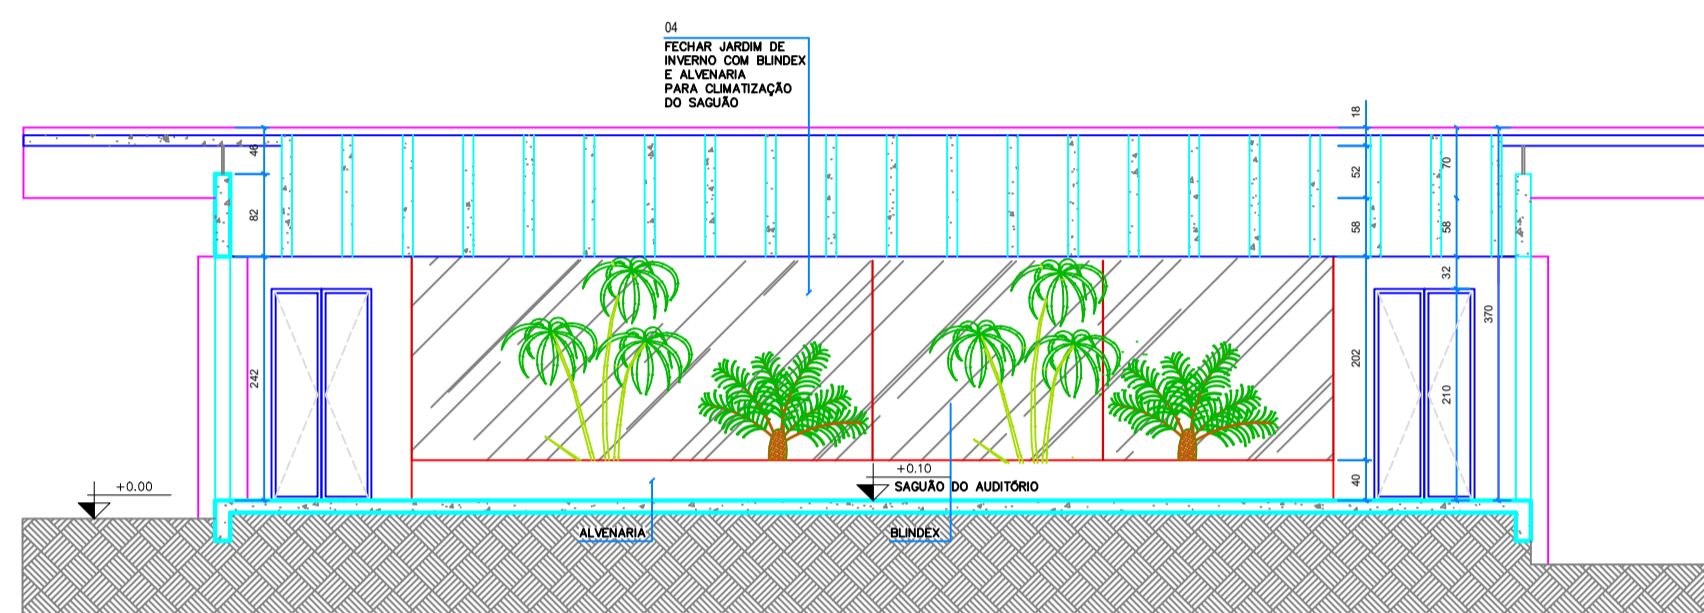 04
FECHAR JARDIM DE
INVERNO COM BLINDEX
E ALVENARIA
PARA CLIMATIZAÇÃO
DO SAGUÃO
18
46
70
52
82
58
58
32
370
242
202
210
40
+0.00
+0.10
SAGUÃO DO AUDITÓRIO
ALVENARIA
BLINDEX